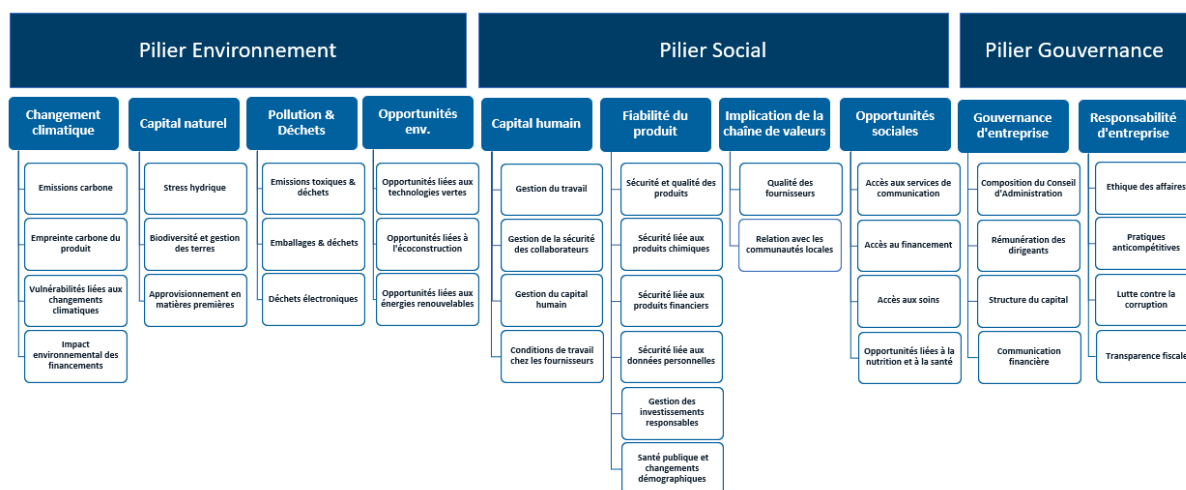 Pilier Environnement
Pilier Social
Pilier Gouvernance
Changement
climatique
Capital naturel
Pollution &
Déchets
Opportunités
env.
Capital humain
Fiabilité du
produit
Implication de la
chaîne de valeurs
Opportunités
sociales
Gouvernance
d'entreprise
Responsabilité
d'entreprise
Emissions carbone
Empreinte carbone du
produit
Vulnérabilités liées aux
changements
climatiques
Impact
environnemental des
financements
Stress hydrique
Biodiversité et gestion
des terres
Approvisionnement en
matières premières
Emissions toxiques &
déchets
Emballages & déchets
Déchets électroniques
Opportunités liées aux
technologies vertes
Opportunités liées à
l'écoconstruction
Opportunités liées aux
énergies renouvelables
Gestion du travail
Gestion de la sécurité
des collaborateurs
Gestion du capital
humain
Conditions de travail
chez les fournisseurs
Sécurité et qualité des
produits
Sécurité liée aux
produits chimiques
Sécurité liée aux
produits financiers
Sécurité liée aux
données personnelles
Gestion des
investissements
responsables
Santé publique et
changements
démographiques
Qualité des
fournisseurs
Relation avec les
communautés locales
Accès aux services de
communication
Accès au financement
Accès aux soins
Opportunités liées à la
nutrition et à la santé
Composition du Conseil
d'Administration
Rémunération des
dirigeants
Structure du capital
Communication
financière
Ethique des affaires
Pratiques
anticompétitives
Lutte contre la
corruption
Transparence fiscale